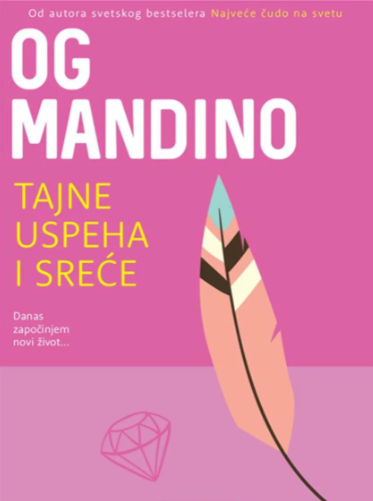 Od autora svetskog bestselera Najveće čudo na svetu
OG
MANDINO
TAJNE
USPEHA
I SREĆE
Danas
započinjem
novi život...